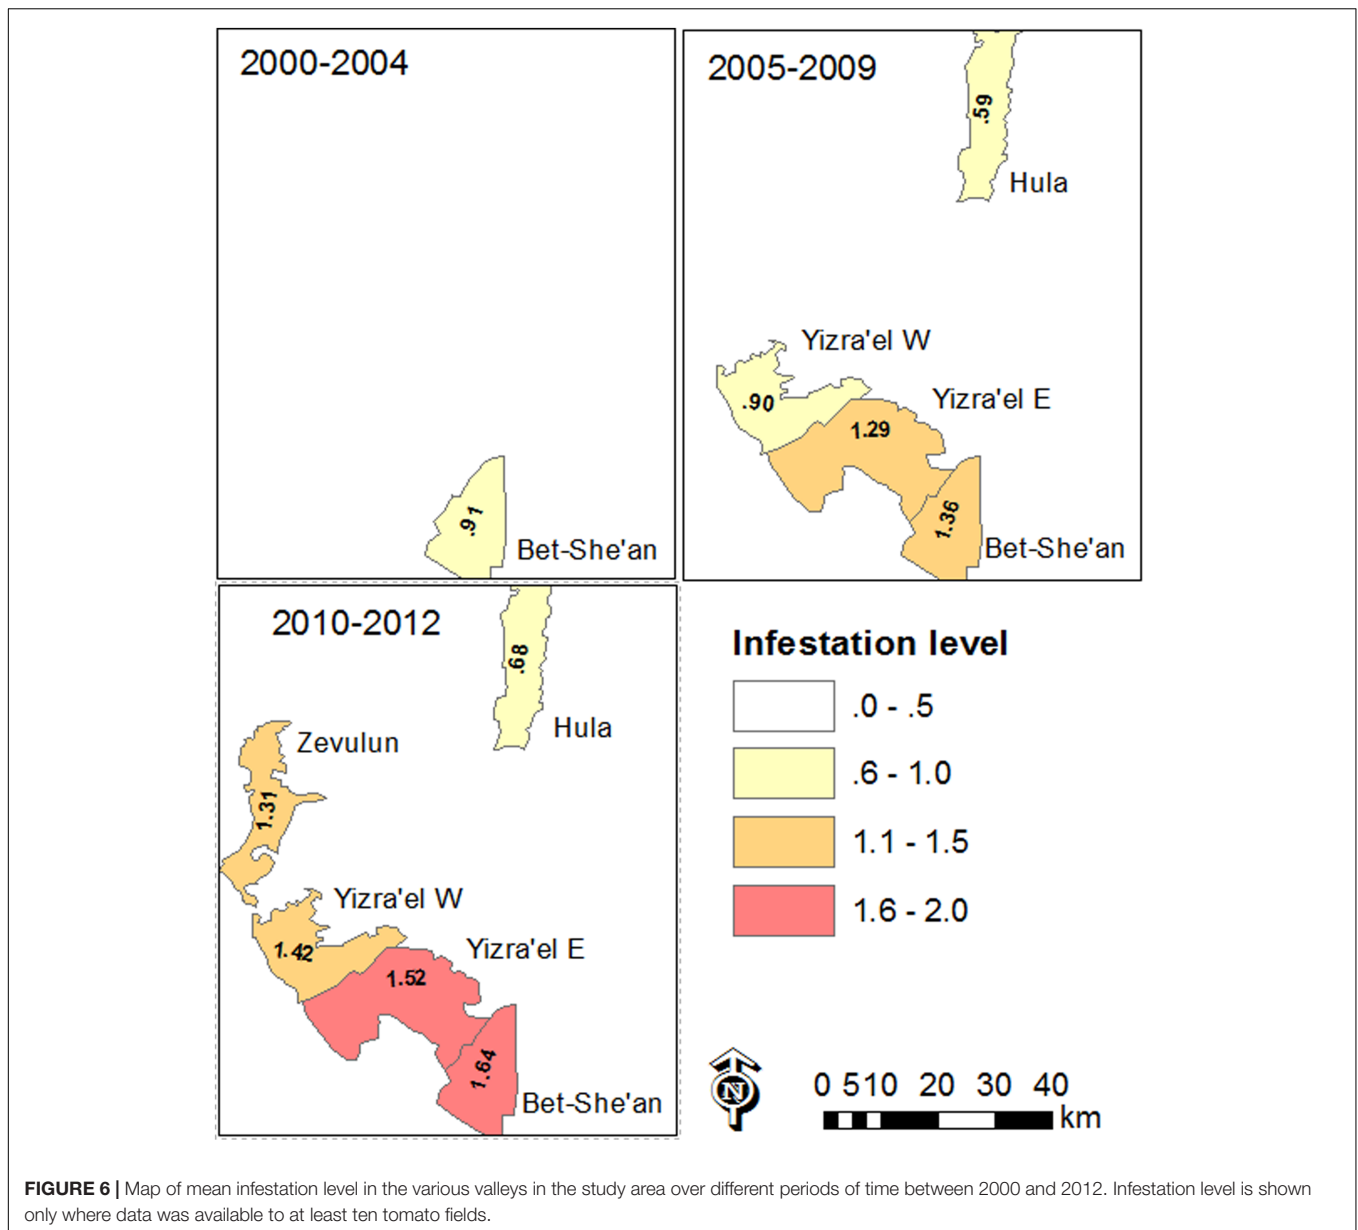 2000-2004
.91
Bet-She'an
2005-2009
.59
Hula
Yizra'el W
.90
Yizra'el E
1.29
1.36
Bet-She'an
2010-2012
.68
Hula
Zevulun
1.31
Yizra'el W
1.42
Yizra'el E
1.52
1.64
Bet-She'an
Infestation level
.0 - .5
.6 - 1.0
1.1 - 1.5
1.6 - 2.0
N
0 5 10 20 30 40
km
FIGURE 6 | Map of mean infestation level in the various valleys in the study area over different periods of time between 2000 and 2012. Infestation level is shown
only where data was available to at least ten tomato fields.